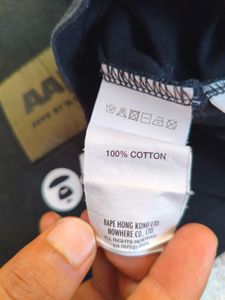 100% COTTON
BAPE HONG KONG LTD.
NOWHERE CO., LTD.
ALL RIGHTS RESERVED